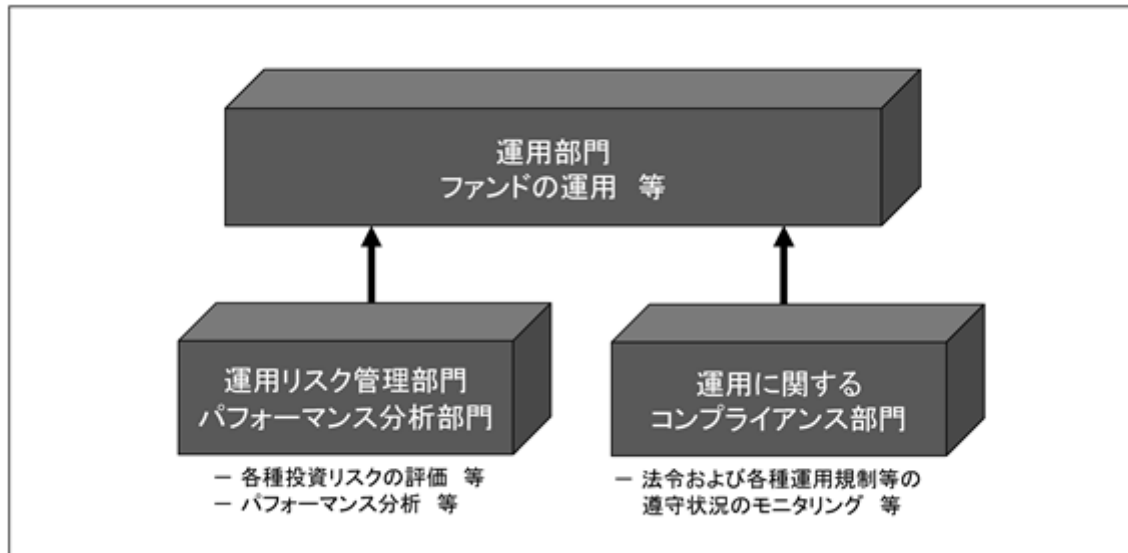 運用部門
ファンドの運用　等
運用リスク管理部門
パフォーマンス分析部門
－ 各種投資リスクの評価　等
－ パフォーマンス分析　等
運用に関する
コンプライアンス部門
－ 法令および各種運用規制等の
遵守状況のモニタリング　等